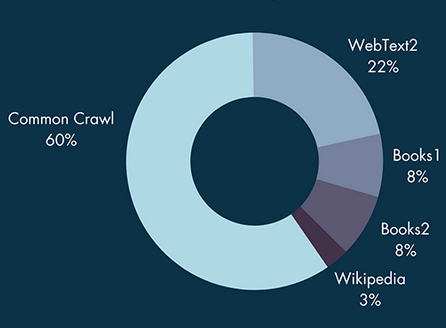 WebText2
22%
Common Crawl
60%
Books1
8%
Books2
8%
Wikipedia
3%